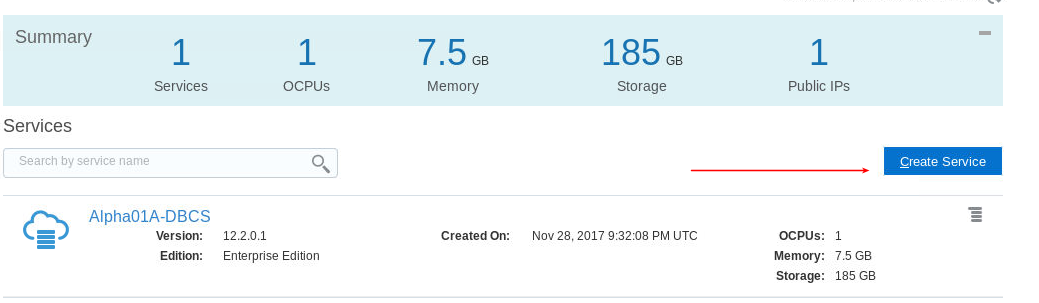 Summary
1 1 7.5 GB 185 GB 1
Services OCPUs Memory Storage Public IPs
Services
Search by service name
Create Service
Alpha01A-DBCS
Version: 12.2.0.1 Created On: Nov 28, 2017 9:32:08 PM UTC OCPUs: 1
Edition: Enterprise Edition Memory: 7.5 GB
Storage: 185 GB